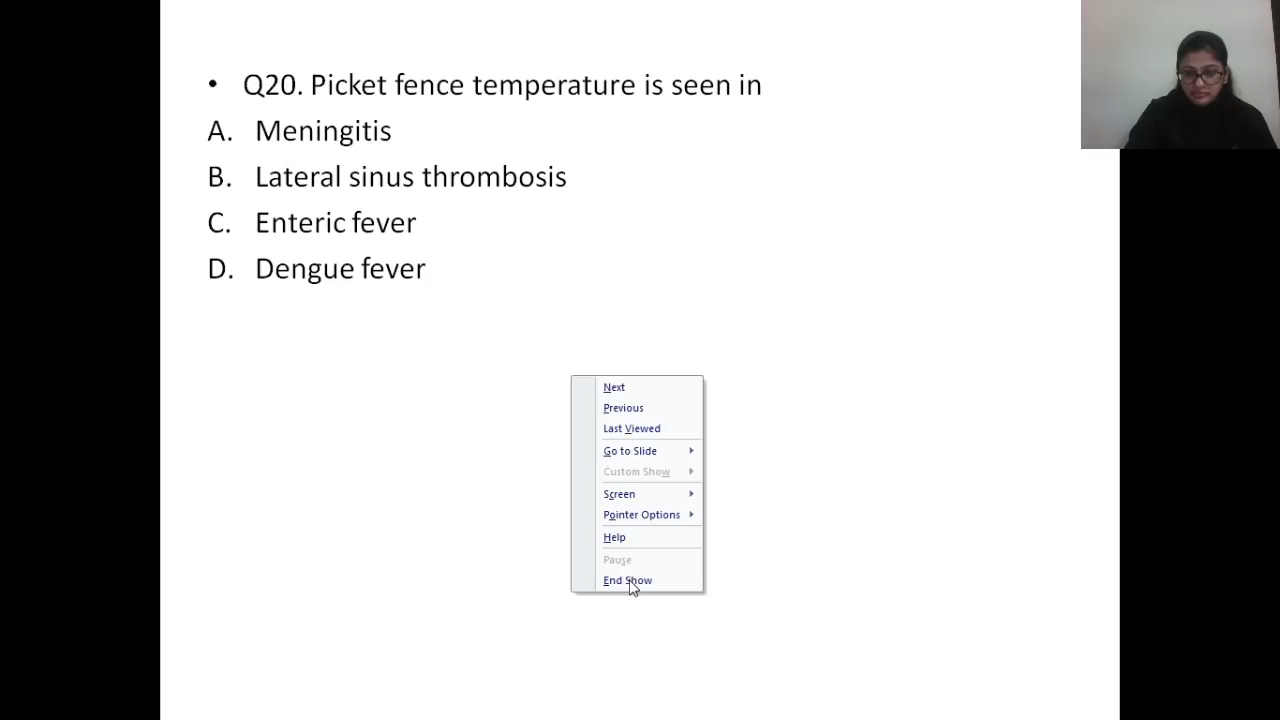 • Q20. Picket fence temperature is seen in
A. Meningitis
B. Lateral sinus thrombosis
C. Enteric fever
D. Dengue fever
Next
Previous
Last Viewed
Go to Slide
Custom Show
Screen
Pointer Options
Help
Pause
End Show